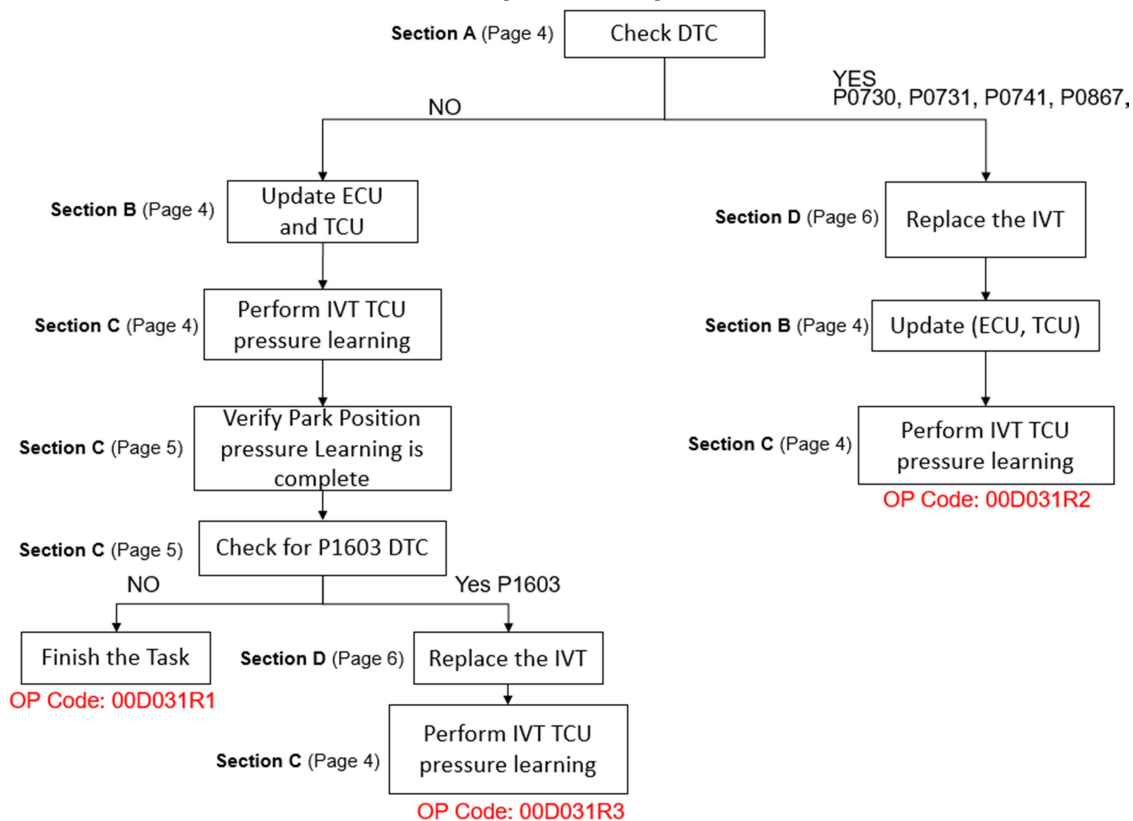 Section A (Page 4)
Check DTC
YES
P0730, P0731, P0741, P0867,
NO
Section B (Page 4)
Update ECU
and TCU
Section D (Page 6)
Replace the IVT
Section C (Page 4)
Perform IVT TCU
pressure learning
Section B (Page 4)
Update (ECU, TCU)
Section C (Page 5)
Verify Park Position
pressure Learning is
complete
Section C (Page 4)
Perform IVT TCU
pressure learning
OP Code: 00D031R2
Section C (Page 5)
Check for P1603 DTC
NO
Yes P1603
Finish the Task
OP Code: 00D031R1
Section D (Page 6)
Replace the IVT
Section C (Page 4)
Perform IVT TCU
pressure learning
OP Code: 00D031R3